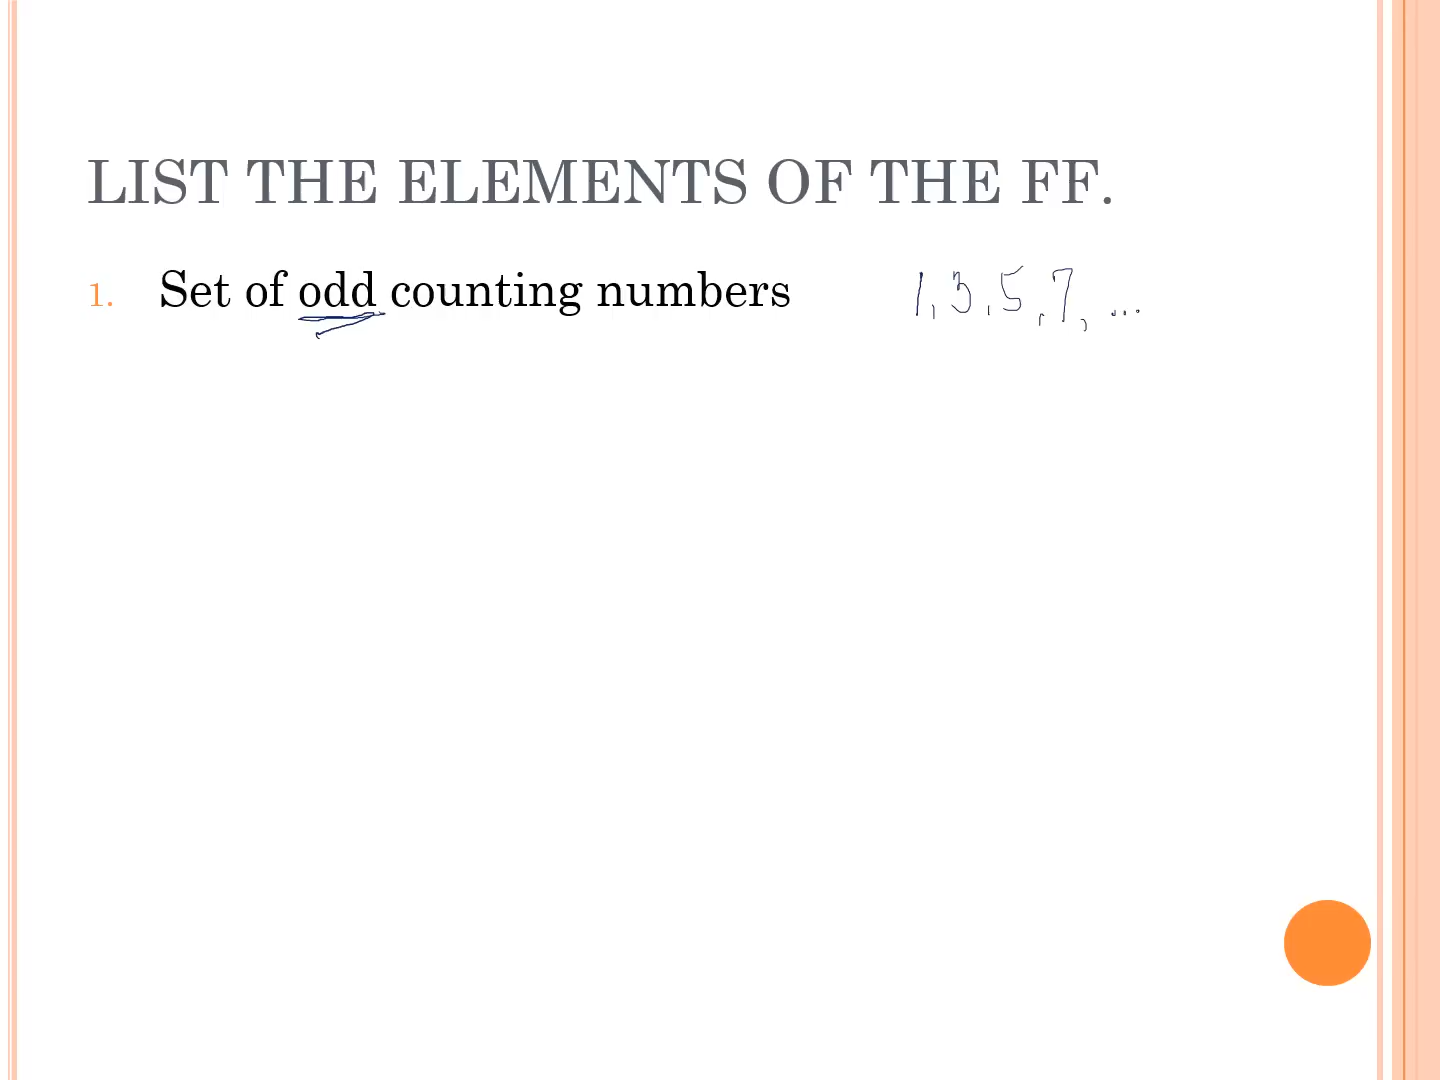 LIST THE ELEMENTS OF THE FF.
1. Set of odd counting numbers 1, 3, 5, 7, ...